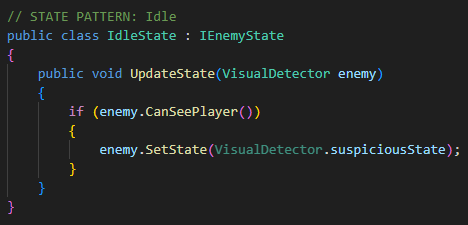 // STATE PATTERN: Idle
public class IdleState : IEnemyState
{
    public void UpdateState(VisualDetector enemy)
    {
        if (enemy.CanSeePlayer())
        {
            enemy.SetState(VisualDetector.suspiciousState);
        }
    }
}